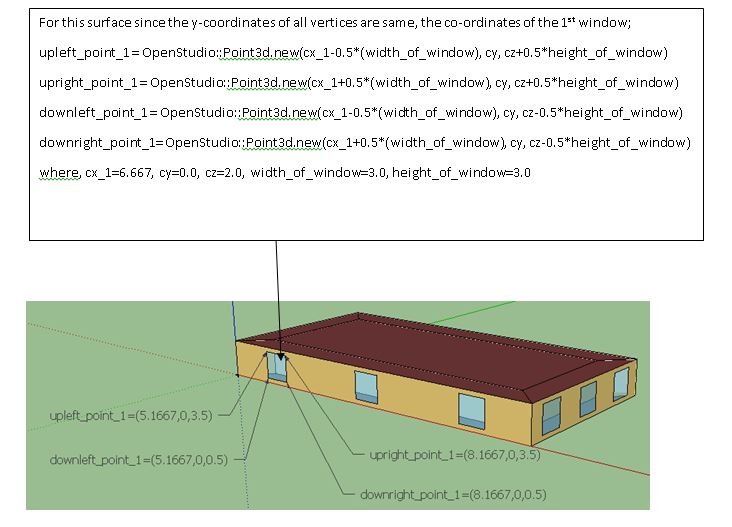 For this surface since the y-coordinates of all vertices are same, the co-ordinates of the 1st window;
upleft_point_1= OpenStudio::Point3d.new(cx_1-0.5*(width_of_window), cy, cz+0.5*height_of_window)
upright_point_1= OpenStudio::Point3d.new(cx_1+0.5*(width_of_window), cy, cz+0.5*height_of_window)
downleft_point_1= OpenStudio::Point3d.new(cx_1-0.5*(width_of_window), cy, cz-0.5*height_of_window)
downright_point_1= OpenStudio::Point3d.new(cx_1+0.5*(width_of_window), cy, cz-0.5*height_of_window)
where, cx_1=6.667, cy=0.0, cz=2.0, width_of_window=3.0, height_of_window=3.0
upleft_point_1=(5.1667,0,3.5)
downleft_point_1=(5.1667,0,0.5)
upright_point_1=(8.1667,0,3.5)
downright_point_1=(8.1667,0,0.5)